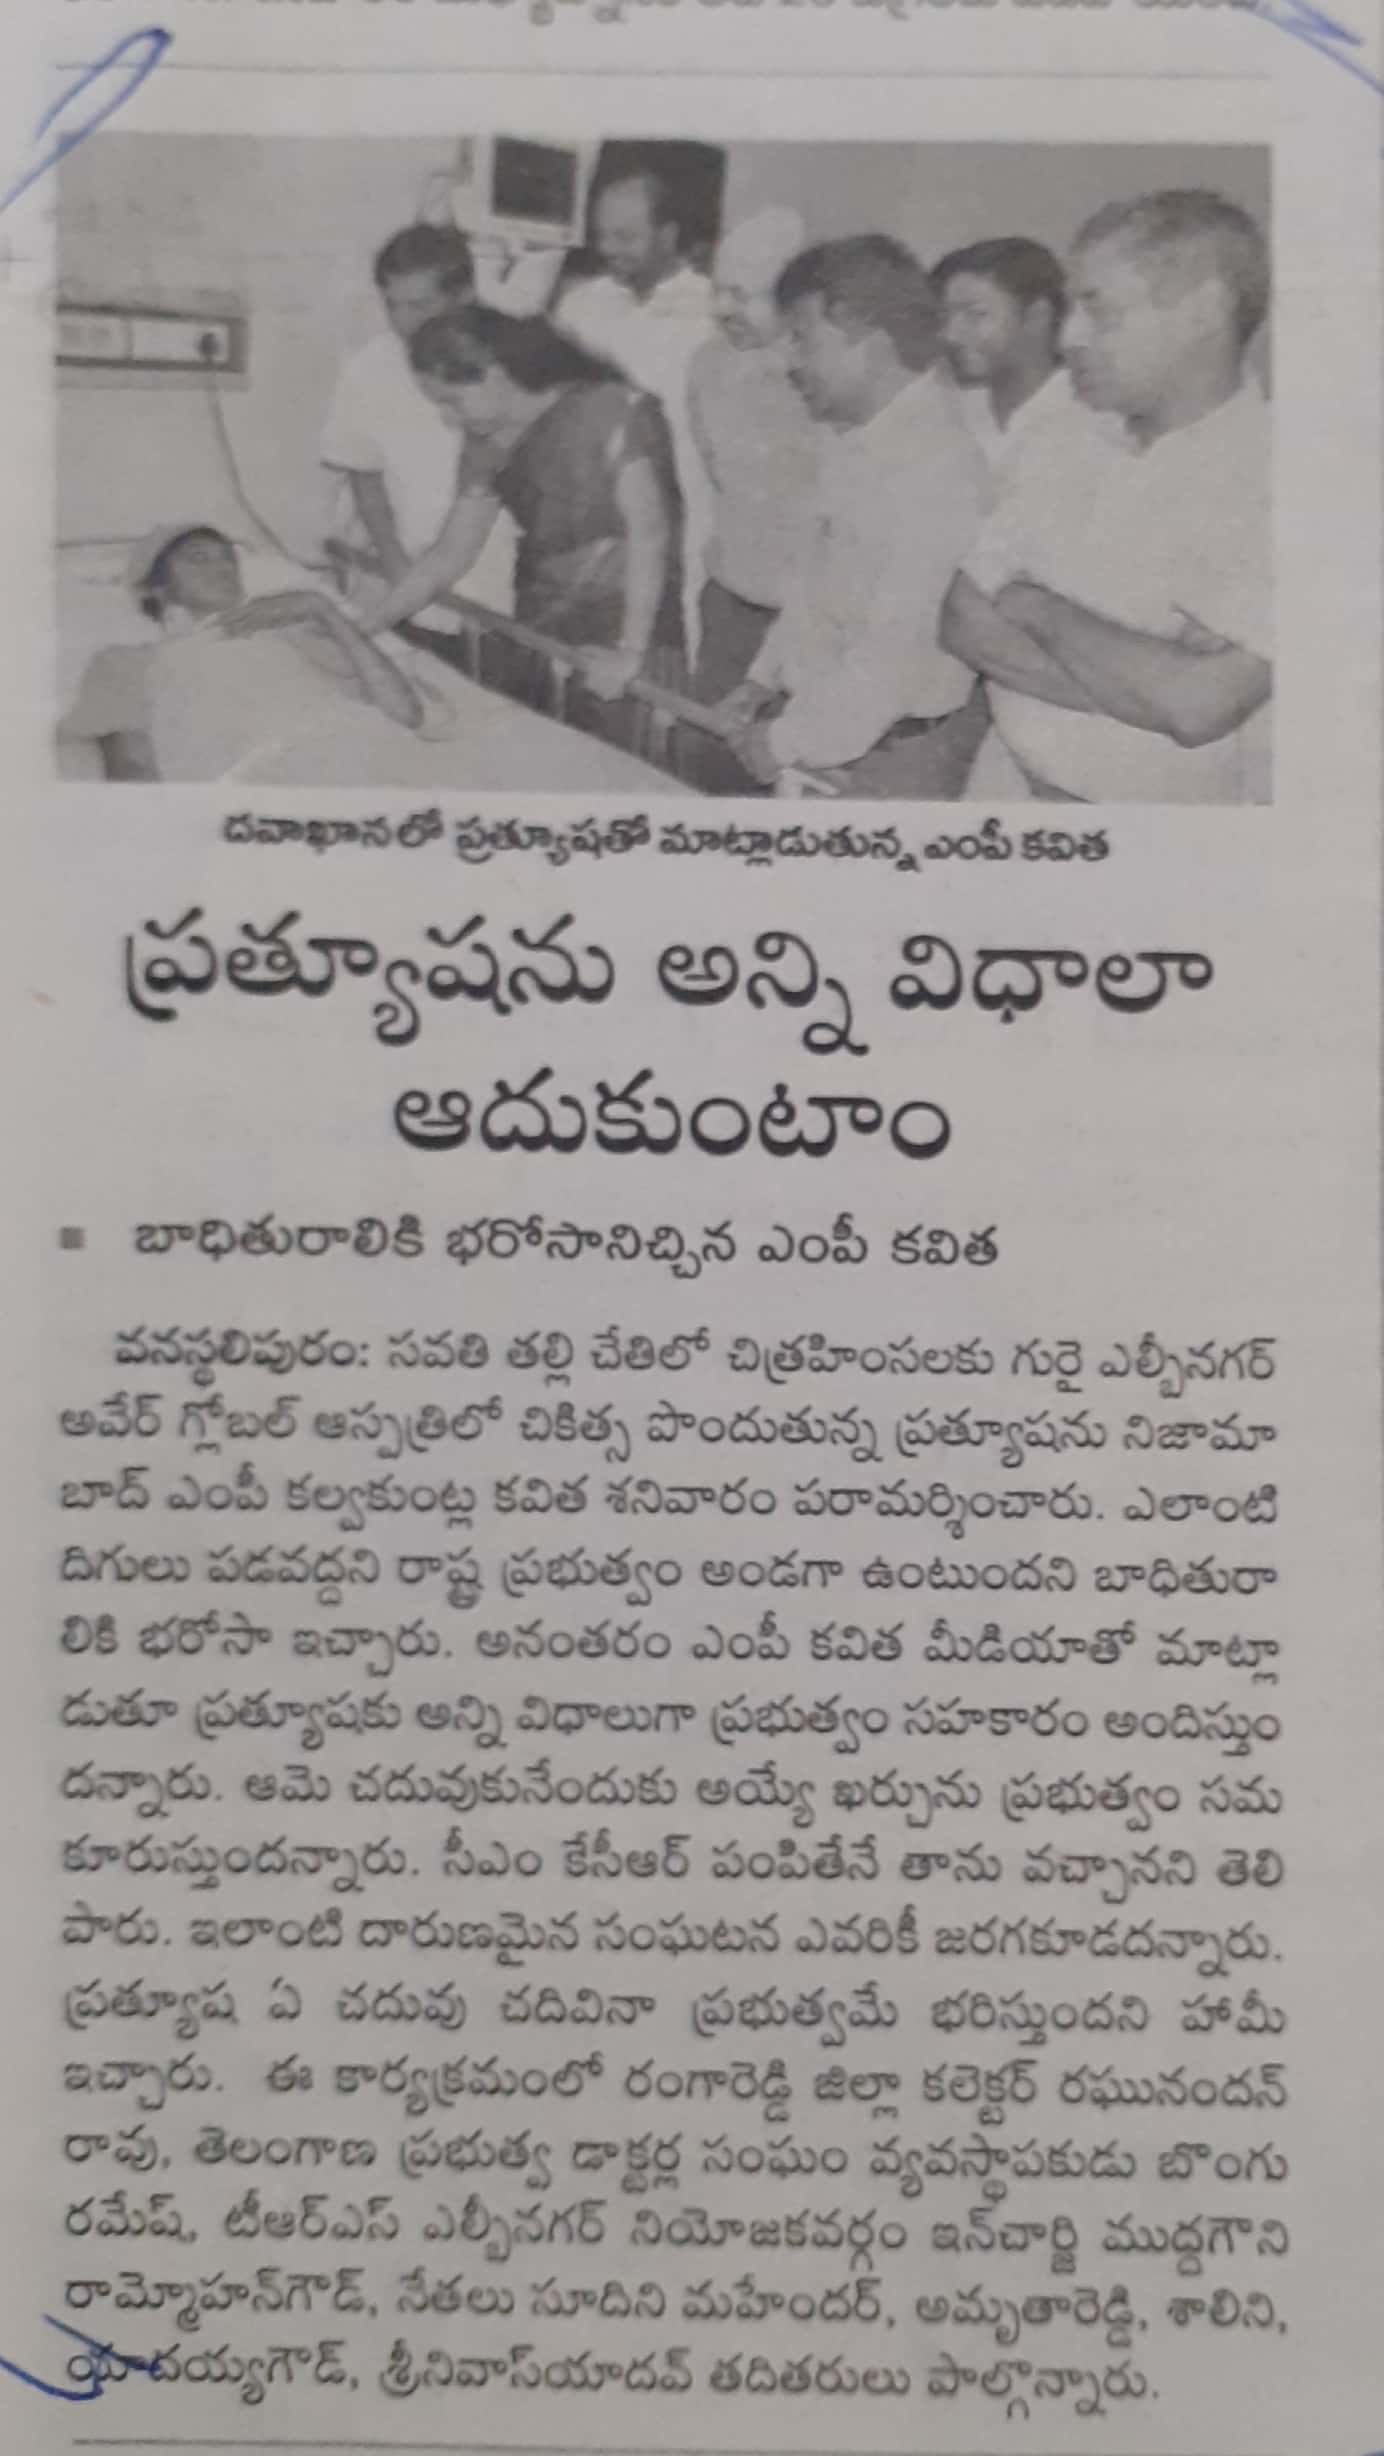 దవాఖానలో ప్రత్యూషతో మాట్లాడుతున్న ఎంపీ కవిత
ప్రత్యూషను అన్ని విధాలా
ఆదుకుంటాం
■ బాధితురాలికి భరోసానిచ్చిన ఎంపీ కవిత
వనస్థలిపురం: సవతి తల్లి చేతిలో చిత్రహింసలకు గురై ఎల్బీనగర్
అవేర్ గ్లోబల్ ఆస్పత్రిలో చికిత్స పొందుతున్న ప్రత్యూషను నిజామా
బాద్ ఎంపీ కల్వకుంట్ల కవిత శనివారం పరామర్శించారు. ఎలాంటి
దిగులు పడవద్దని రాష్ట్ర ప్రభుత్వం అండగా ఉంటుందని బాధితురా
లికి భరోసా ఇచ్చారు. అనంతరం ఎంపీ కవిత మీడియాతో మాట్లా
డుతూ ప్రత్యూషకు అన్ని విధాలుగా ప్రభుత్వం సహకారం అందిస్తుం
దన్నారు. ఆమె చదువుకునేందుకు అయ్యే ఖర్చును ప్రభుత్వం సమ
కూరుస్తుందన్నారు. సీఎం కేసీఆర్ పంపితేనే తాను వచ్చానని తెలి
పారు. ఇలాంటి దారుణమైన సంఘటన ఎవరికీ జరగకూడదన్నారు.
ప్రత్యూష ఏ చదువు చదివినా ప్రభుత్వమే భరిస్తుందని హామీ
ఇచ్చారు. ఈ కార్యక్రమంలో రంగారెడ్డి జిల్లా కలెక్టర్ రఘునందన్
రావు, తెలంగాణ ప్రభుత్వ డాక్టర్ల సంఘం వ్యవస్థాపకుడు బొంగు
రమేష్, టీఆర్ఎస్ ఎల్బీనగర్ నియోజకవర్గం ఇన్‌చార్జి ముద్దగౌని
రామ్మోహన్‌గౌడ్, నేతలు సూదిని మహేందర్, అమృతారెడ్డి, శాలిని,
యాదయ్యగౌడ్, శ్రీనివాస్‌యాదవ్ తదితరులు పాల్గొన్నారు.